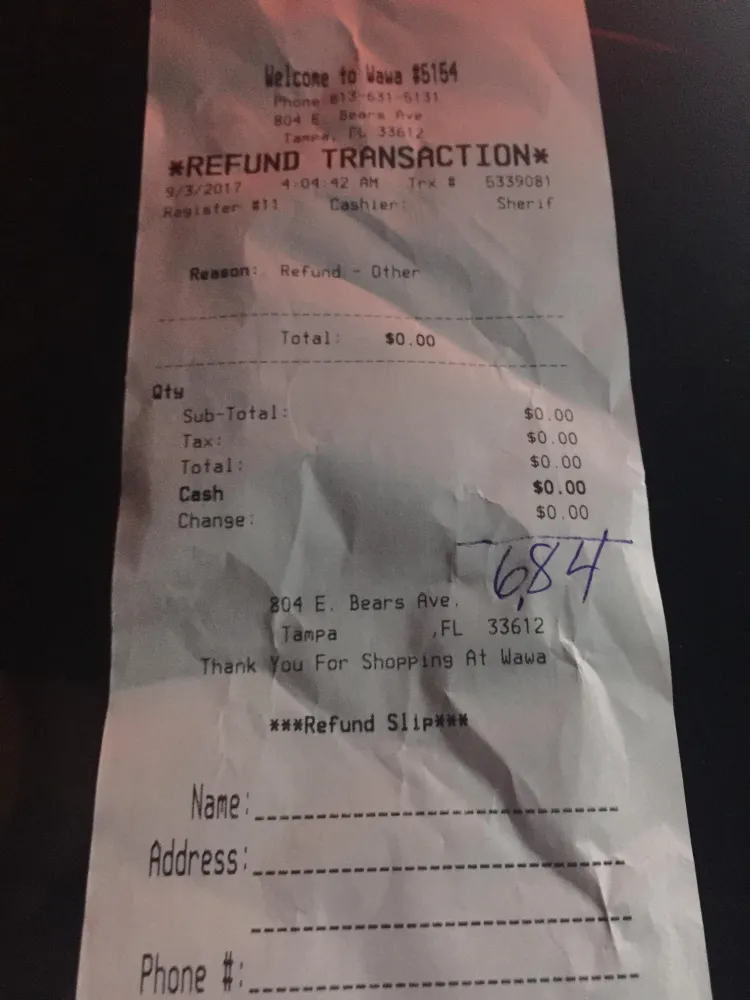 Welcome to Wawa #5154
Phone 813-631-5131
804 E. Bears Ave
Tampa, FL 33612
*REFUND TRANSACTION*
9/3/2017 4:04:42 AM Trx # 5339081
Register #11 Cashier: Sherif
Reason: Refund - Other
Total: $0.00
Qty
Sub-Total: $0.00
Tax: $0.00
Total: $0.00
Cash $0.00
Change: $0.00
6,84
804 E. Bears Ave.
Tampa ,FL 33612
Thank You For Shopping At Wawa
***Refund Slip***
Name:
Address:
Phone #: